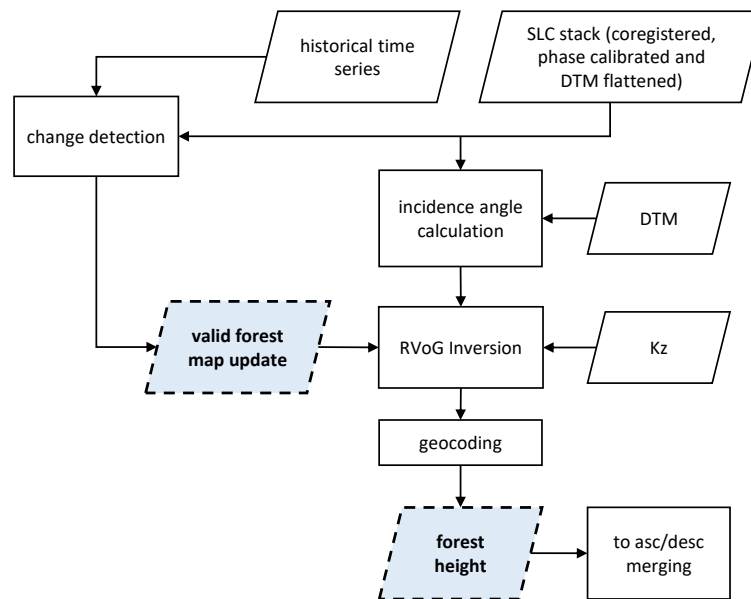 historical time
series
SLC stack (coregistered,
phase calibrated and
DTM flattened)
change detection
incidence angle
calculation
DTM
valid forest
map update
RVoG Inversion
Kz
geocoding
forest
height
to asc/desc
merging